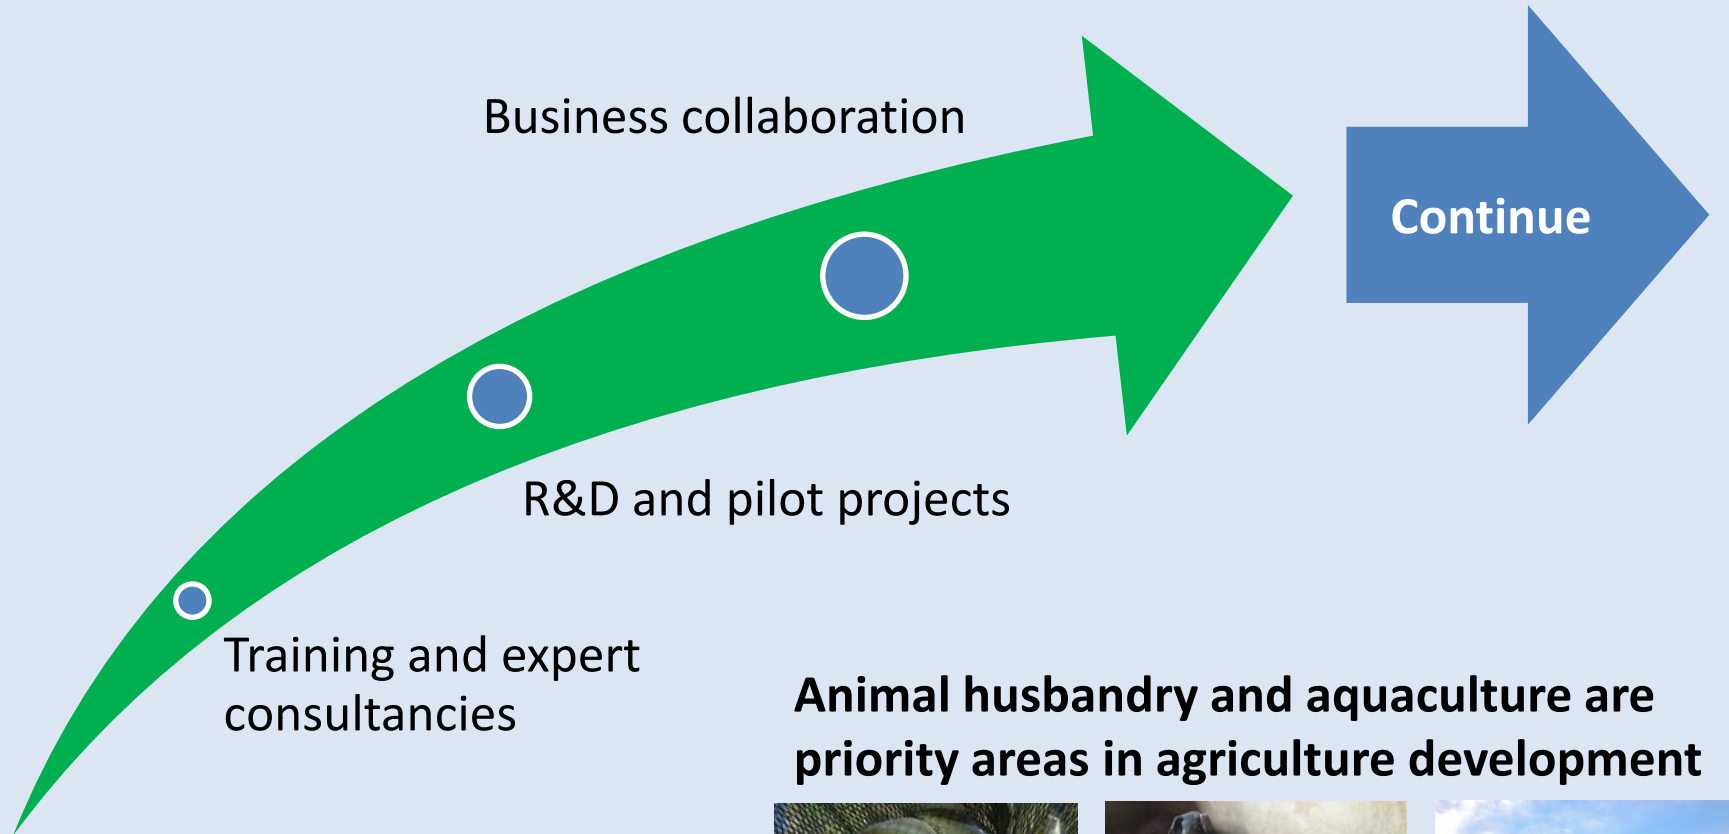 Business collaboration
Continue
R&D and pilot projects
Training and expert
consultancies
Animal husbandry and aquaculture are
priority areas in agriculture development